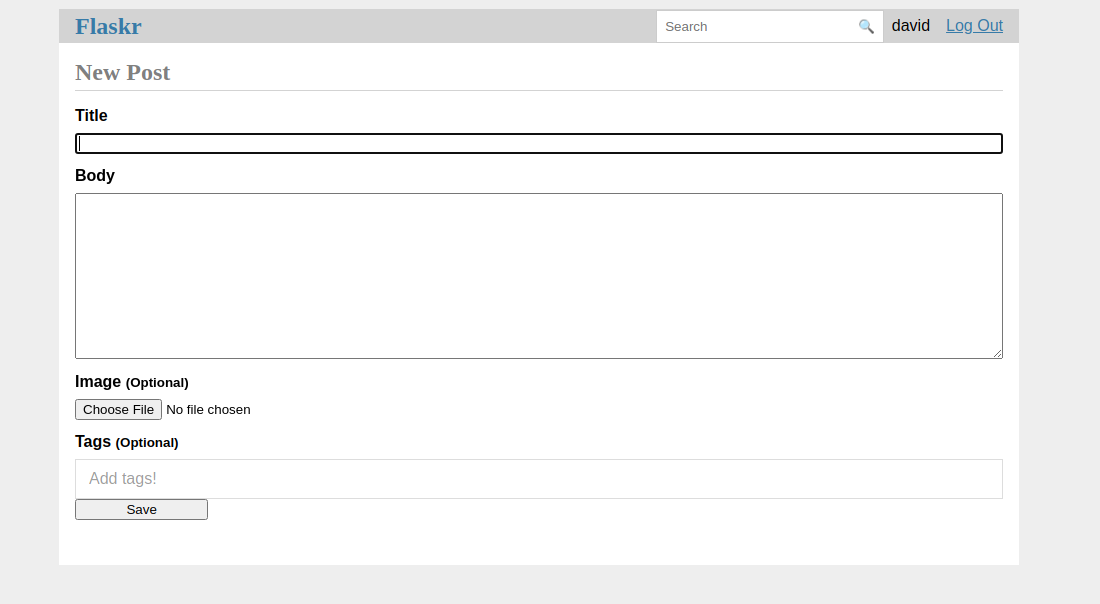 Flaskr Search david Log Out
New Post
Title
Body
Image (Optional)
Choose File No file chosen
Tags (Optional)
Add tags!
Save